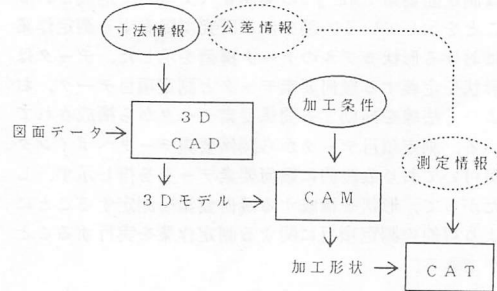 寸法情報
公差情報
3D
CAD
加工条件
図面データ
測定情報
3Dモデル
CAM
加工形状
CAT